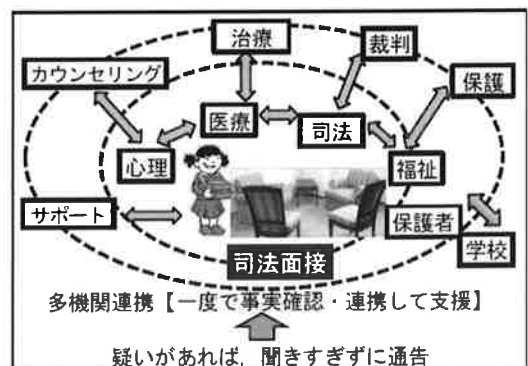 治療
裁判
カウンセリング
保護
医療
司法
心理
福祉
サポート
保護者
司法面接
学校
多機関連携【一度で事実確認・連携して支援】
疑いがあれば,聞きすぎずに通告